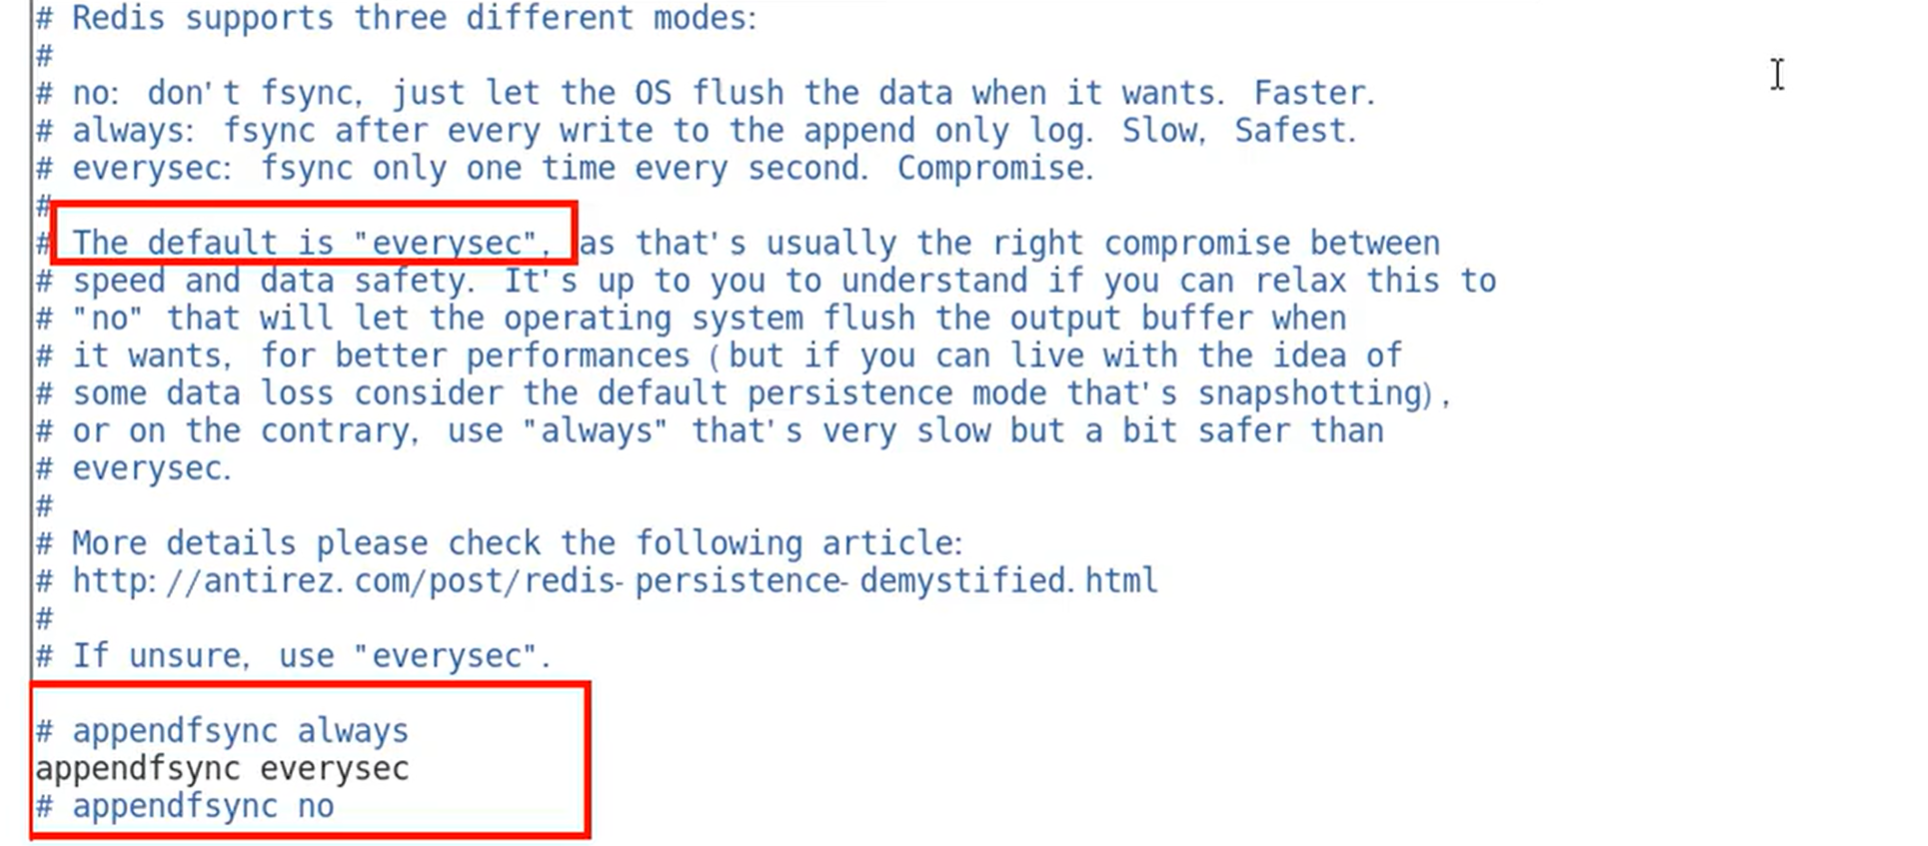 # Redis supports three different modes:
#
# no: don't fsync, just let the OS flush the data when it wants. Faster.
# always: fsync after every write to the append only log. Slow, Safest.
# everysec: fsync only one time every second. Compromise.
#
# The default is "everysec", as that's usually the right compromise between
# speed and data safety. It's up to you to understand if you can relax this to
# "no" that will let the operating system flush the output buffer when
# it wants, for better performances (but if you can live with the idea of
# some data loss consider the default persistence mode that's snapshotting),
# or on the contrary, use "always" that's very slow but a bit safer than
# everysec.
#
# More details please check the following article:
# http://antirez.com/post/redis-persistence-demystified.html
#
# If unsure, use "everysec".
# appendfsync always
appendfsync everysec
# appendfsync no